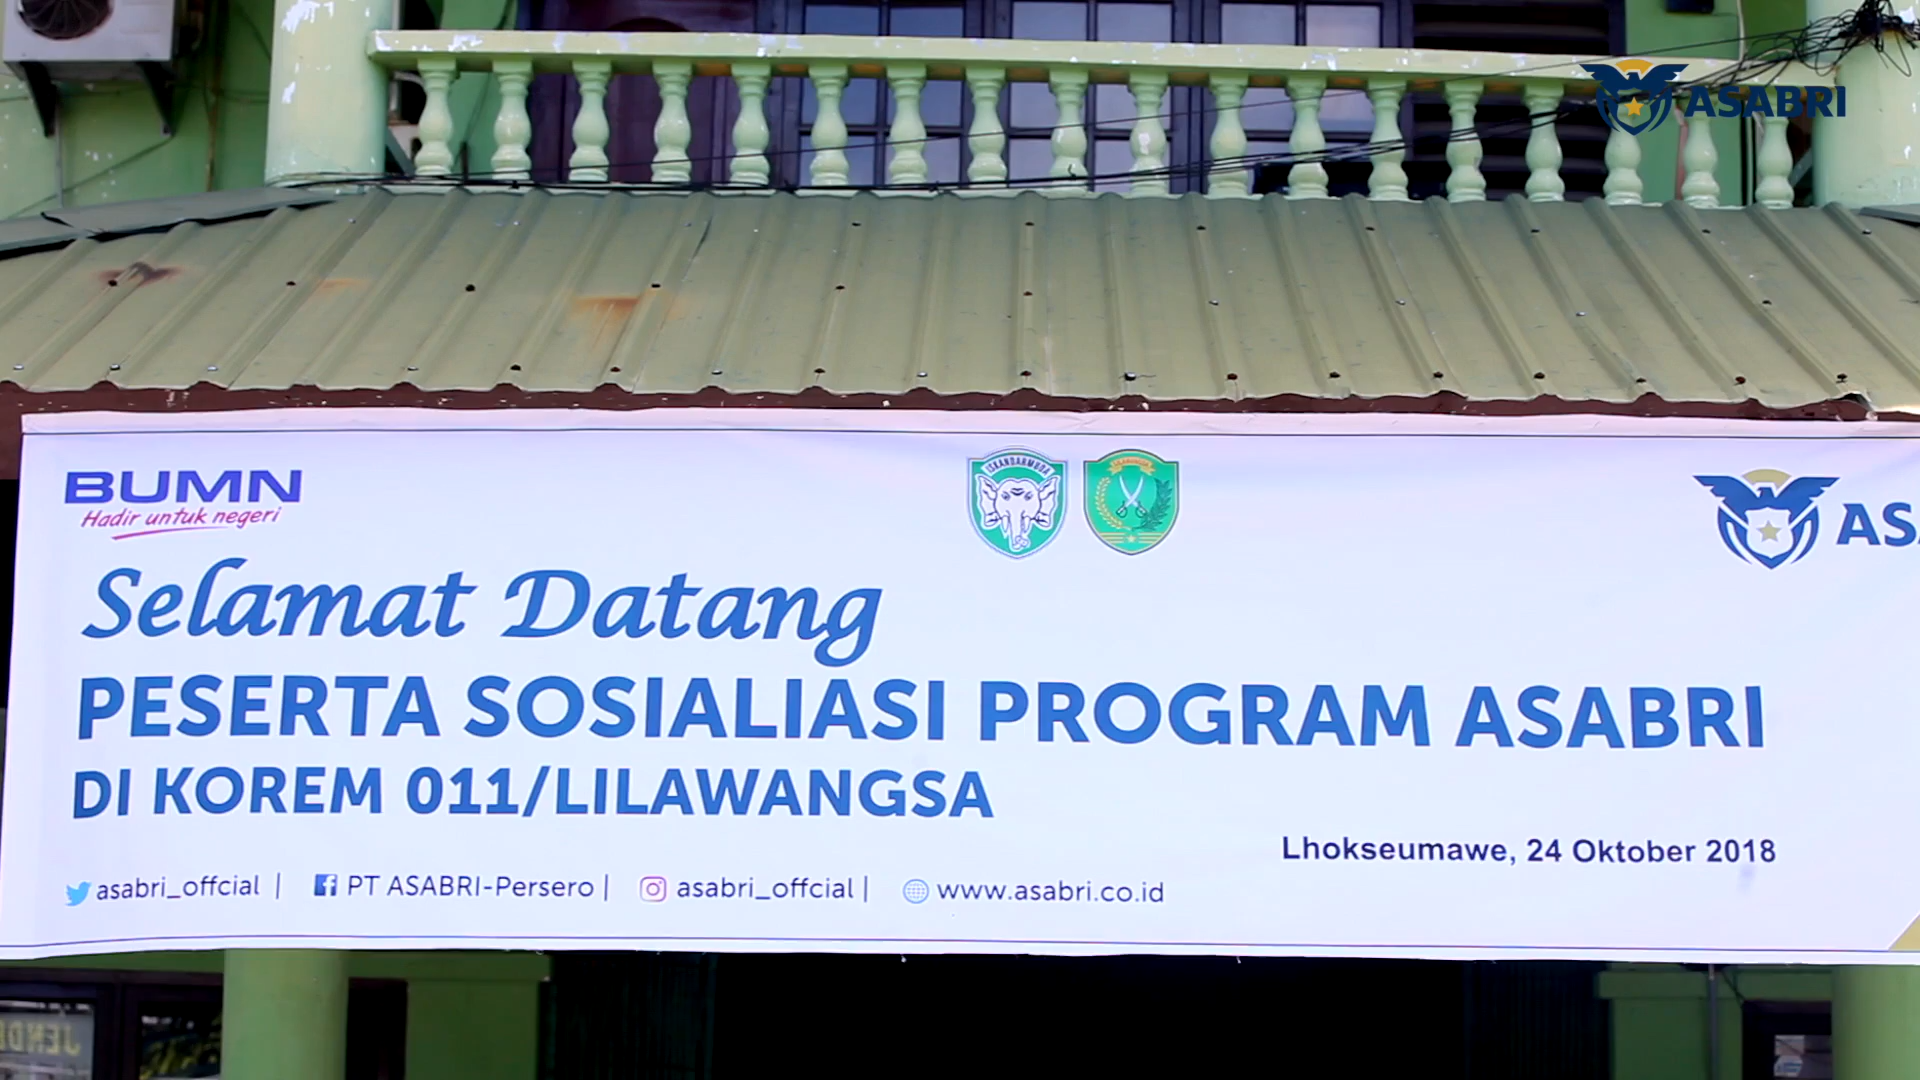 ASABRI
BUMN
Hadir untuk negeri
ISKANDARMUDA
Selamat Datang
PESERTA SOSIALIASI PROGRAM ASABRI
DI KOREM 011/LILAWANGSA
Lhokseumawe, 24 Oktober 2018
asabri_offcial | PT ASABRI-Persero | asabri_offcial | www.asabri.co.id